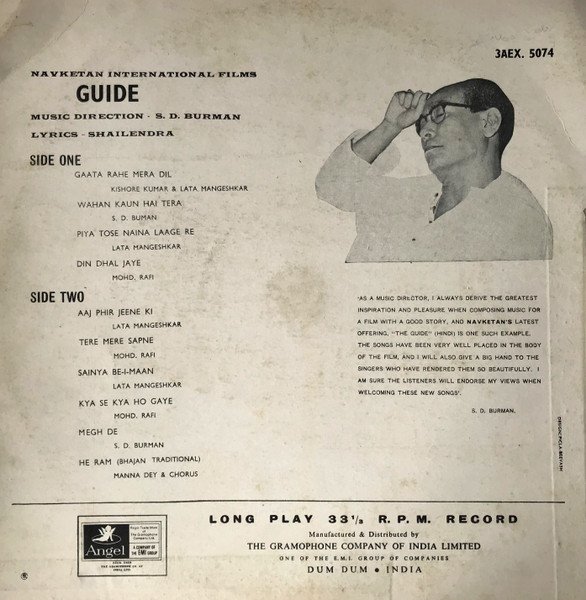 3AEX. 5074
NAVKETAN INTERNATIONAL FILMS
GUIDE
MUSIC DIRECTION - S. D. BURMAN
LYRICS - SHAILENDRA
SIDE ONE
GAATA RAHE MERA DIL
KISHORE KUMAR & LATA MANGESHKAR
WAHAN KAUN HAI TERA
S. D. BUMAN
PIYA TOSE NAINA LAAGE RE
LATA MANGESHKAR
DIN DHAL JAYE
MOHD. RAFI
SIDE TWO
AAJ PHIR JEENE KI
LATA MANGESHKAR
TERE MERE SAPNE
MOHD. RAFI
SAINYA BE-I-MAAN
LATA MANGESHKAR
KYA SE KYA HO GAYE
MOHD. RAFI
MEGH DE
S. D. BURMAN
HE RAM (BHAJAN TRADITIONAL)
MANNA DEY & CHORUS
'AS A MUSIC DIRECTOR, I ALWAYS DERIVE THE GREATEST
INSPIRATION AND PLEASURE WHEN COMPOSING MUSIC FOR
A FILM WITH A GOOD STORY, AND NAVKETAN'S LATEST
OFFERING, "THE GUIDE" (HINDI) IS ONE SUCH EXAMPLE.
THE SONGS HAVE BEEN VERY WELL PLACED IN THE BODY
OF THE FILM, AND I WILL ALSO GIVE A BIG HAND TO THE
SINGERS WHO HAVE RENDERED THEM SO BEAUTIFULLY. I
AM SURE THE LISTENERS WILL ENDORSE MY VIEWS WHEN
WELCOMING THESE NEW SONGS'.
S. D. BURMAN.
Angel
A COMPANY OF
THE EMI GROUP
LONG PLAY 33 1/3 R. P. M. RECORD
Manufactured & Distributed by
THE GRAMOPHONE COMPANY OF INDIA LIMITED
ONE OF THE E.M.I. GROUP OF COMPANIES
DUM DUM • INDIA